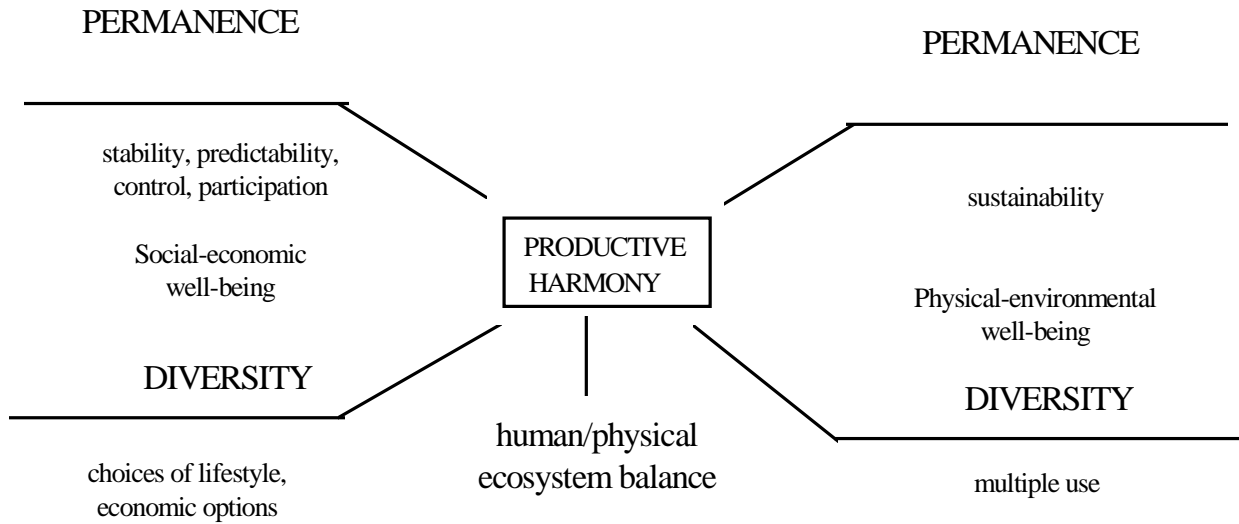 PERMANENCE
stability, predictability,
control, participation
Social-economic
well-being
DIVERSITY
choices of lifestyle,
economic options
PRODUCTIVE
HARMONY
human/physical
ecosystem balance
PERMANENCE
sustainability
Physical-environmental
well-being
DIVERSITY
multiple use